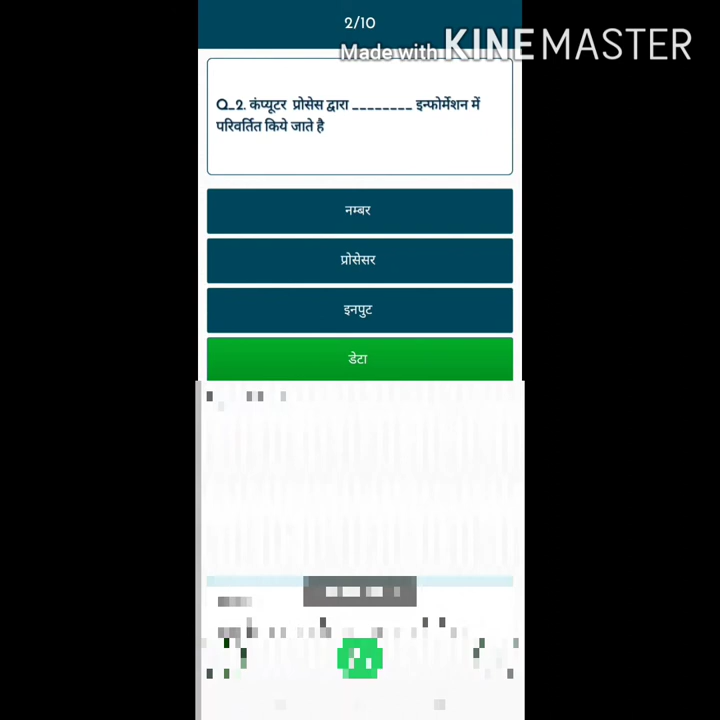 2/10
Made with KINEMASTER
Q_2. कंप्यूटर प्रोसेस द्वारा ________ इन्फोर्मेशन में
परिवर्तित किये जाते है
नम्बर
प्रोसेसर
इनपुट
डेटा